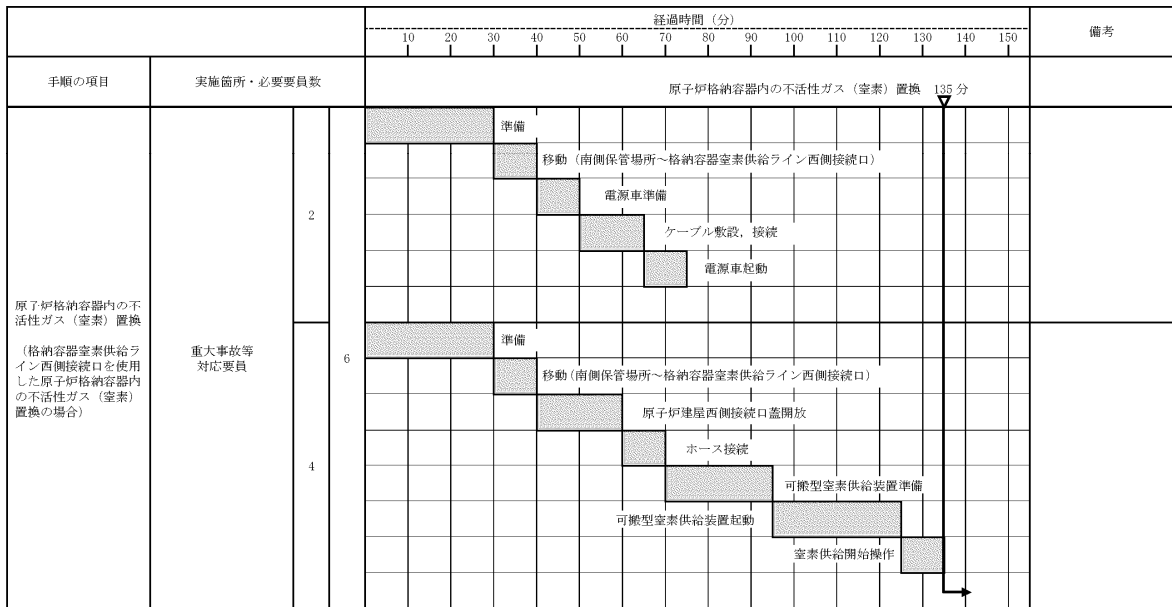 経過時間（分）
10 20 30 40 50 60 70 80 90 100 110 120 130 140 150
備考
手順の項目
実施箇所・必要要員数
原子炉格納容器内の不活性ガス（窒素）置換 135分
原子炉格納容器内の不
活性ガス（窒素）置換
（格納容器窒素供給ラ
イン西側接続口を使用
した原子炉格納容器内
の不活性ガス（窒素）
置換の場合）
重大事故等
対応要員
2
6
4
準備
移動（南側保管場所～格納容器窒素供給ライン西側接続口）
電源車準備
ケーブル敷設，接続
電源車起動
準備
移動（南側保管場所～格納容器窒素供給ライン西側接続口）
原子炉建屋西側接続口蓋開放
ホース接続
可搬型窒素供給装置準備
可搬型窒素供給装置起動
窒素供給開始操作